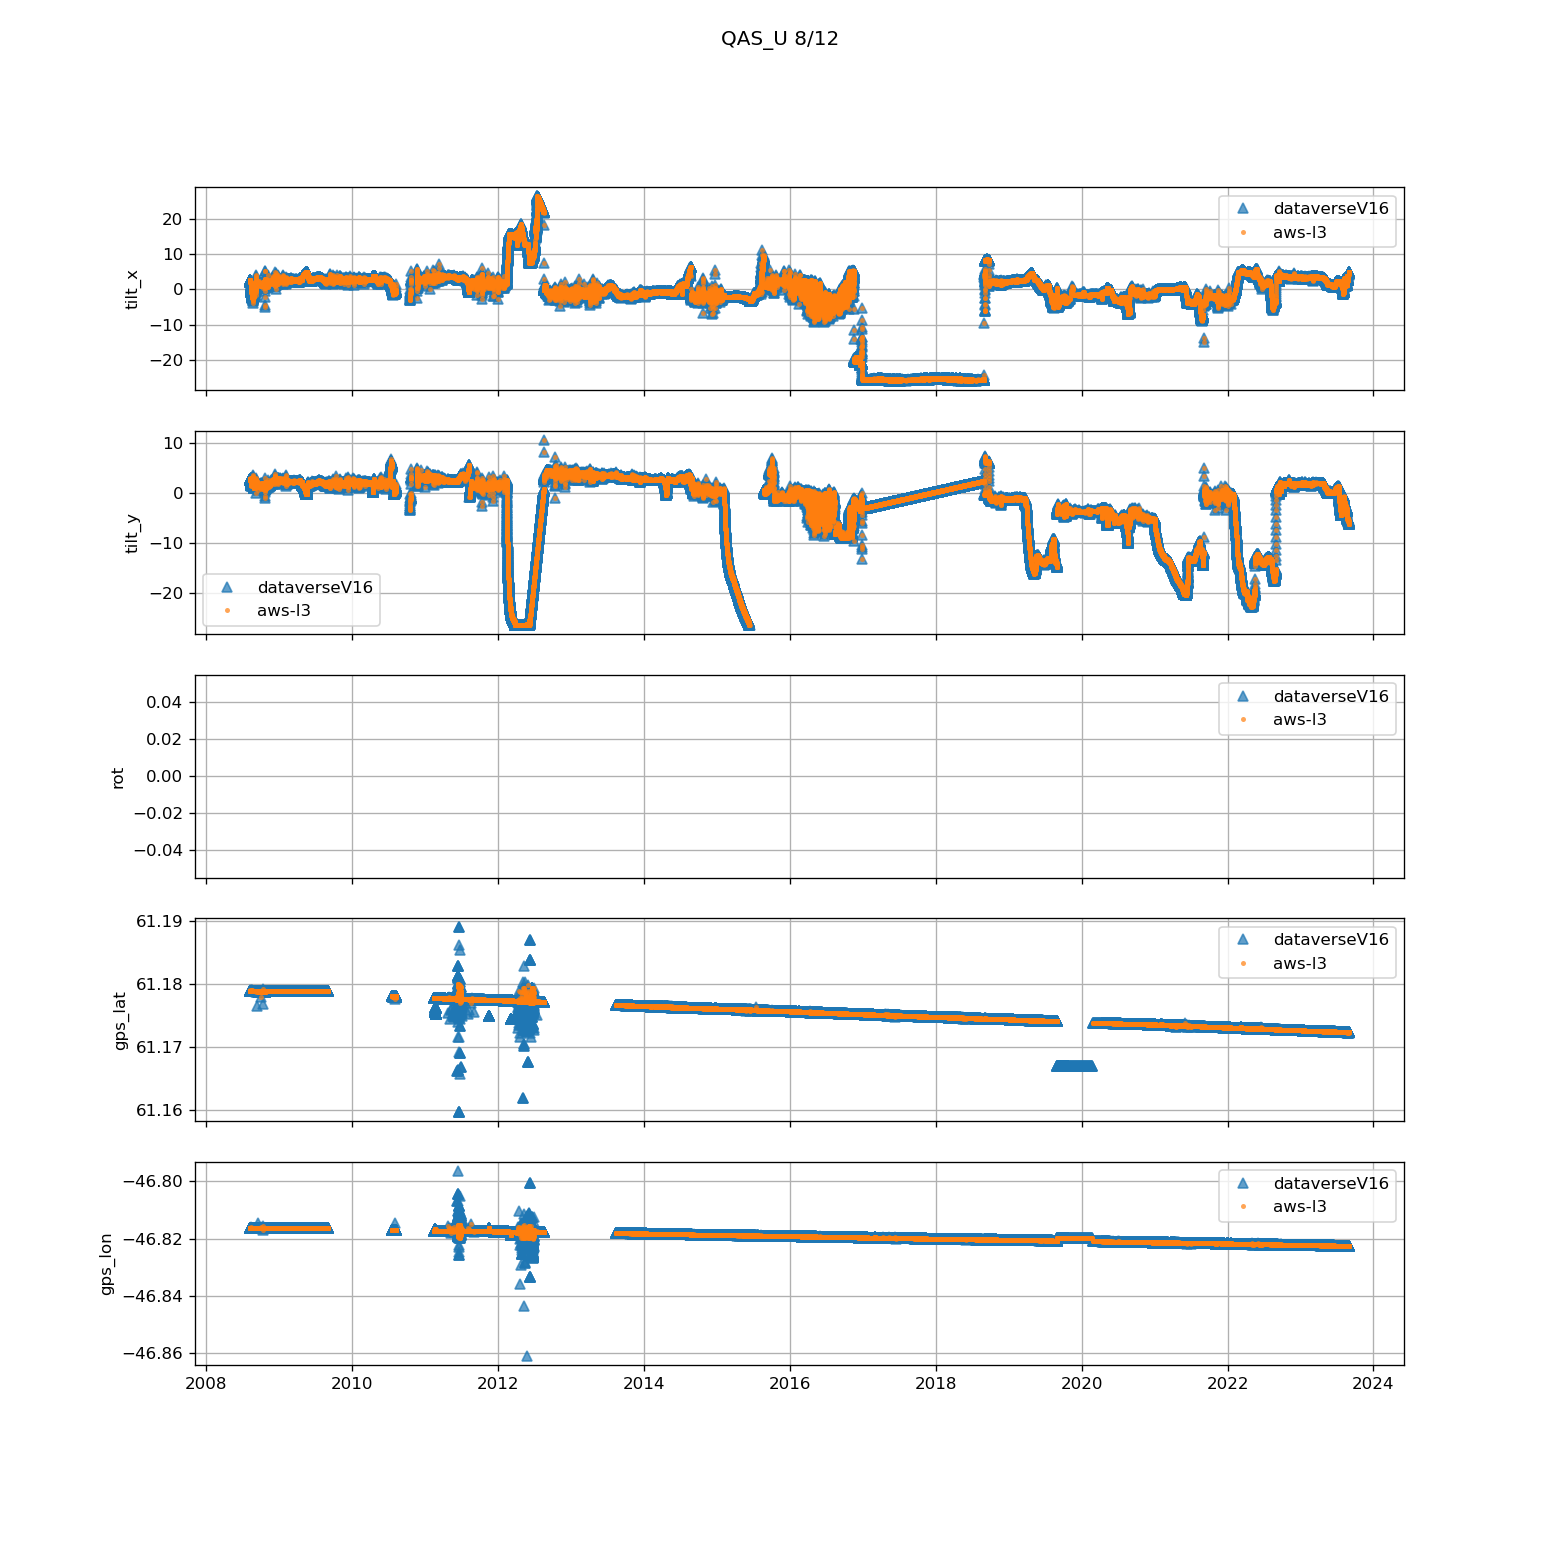 QAS_U 8/12
20
10
0
−10
−20
tilt_x
dataverseV16
aws-l3
10
0
−10
−20
tilt_y
dataverseV16
aws-l3
0.04
0.02
0.00
−0.02
−0.04
rot
dataverseV16
aws-l3
61.19
61.18
61.17
61.16
gps_lat
dataverseV16
aws-l3
−46.80
−46.82
−46.84
−46.86
gps_lon
dataverseV16
aws-l3
2008 2010 2012 2014 2016 2018 2020 2022 2024